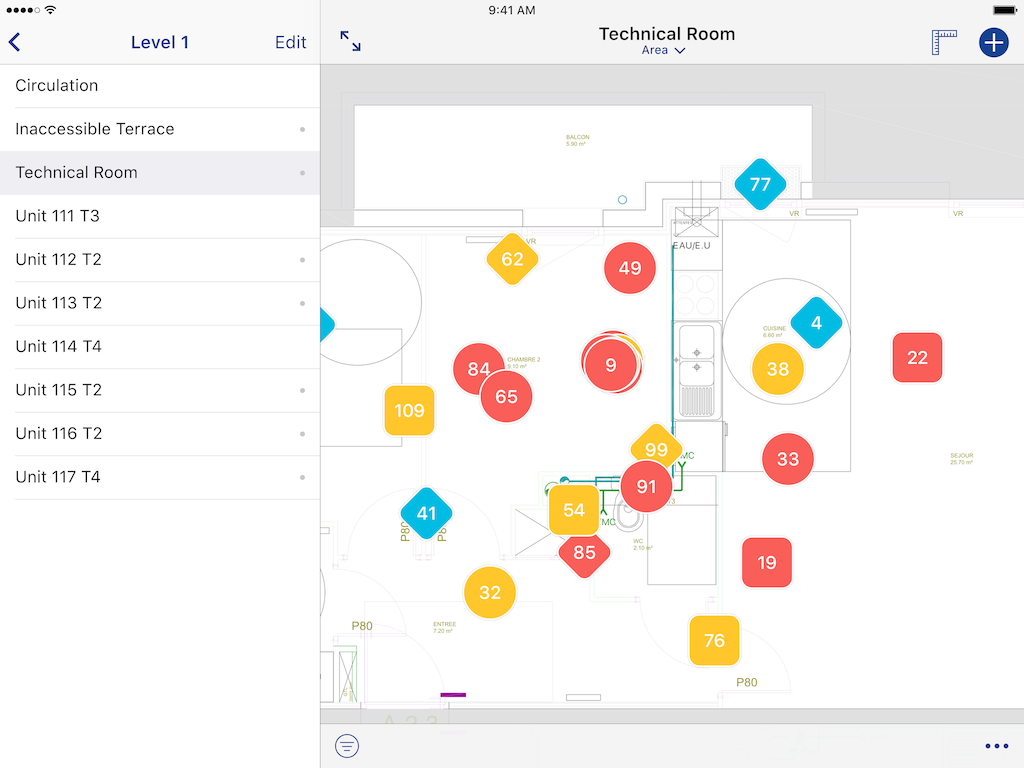 9:41 AM
Level 1
Edit
Technical Room
Area
Circulation
Inaccessible Terrace
Technical Room
Unit 111 T3
Unit 112 T2
Unit 113 T2
Unit 114 T4
Unit 115 T2
Unit 116 T2
Unit 117 T4
BALCON
5.90 m²
77
VR
VR
EAU/E.U
VR
62
49
4
CUISINE
6.60 m²
22
84
CHAMBRE 2
9.10 m²
9
38
65
109
99
MC
33
SEJOUR
25.70 m²
91
54
MC
41
P80
P80
WC
2.10 m²
85
19
32
P80
ENTREE
7.20 m²
76
P80
A 2 3